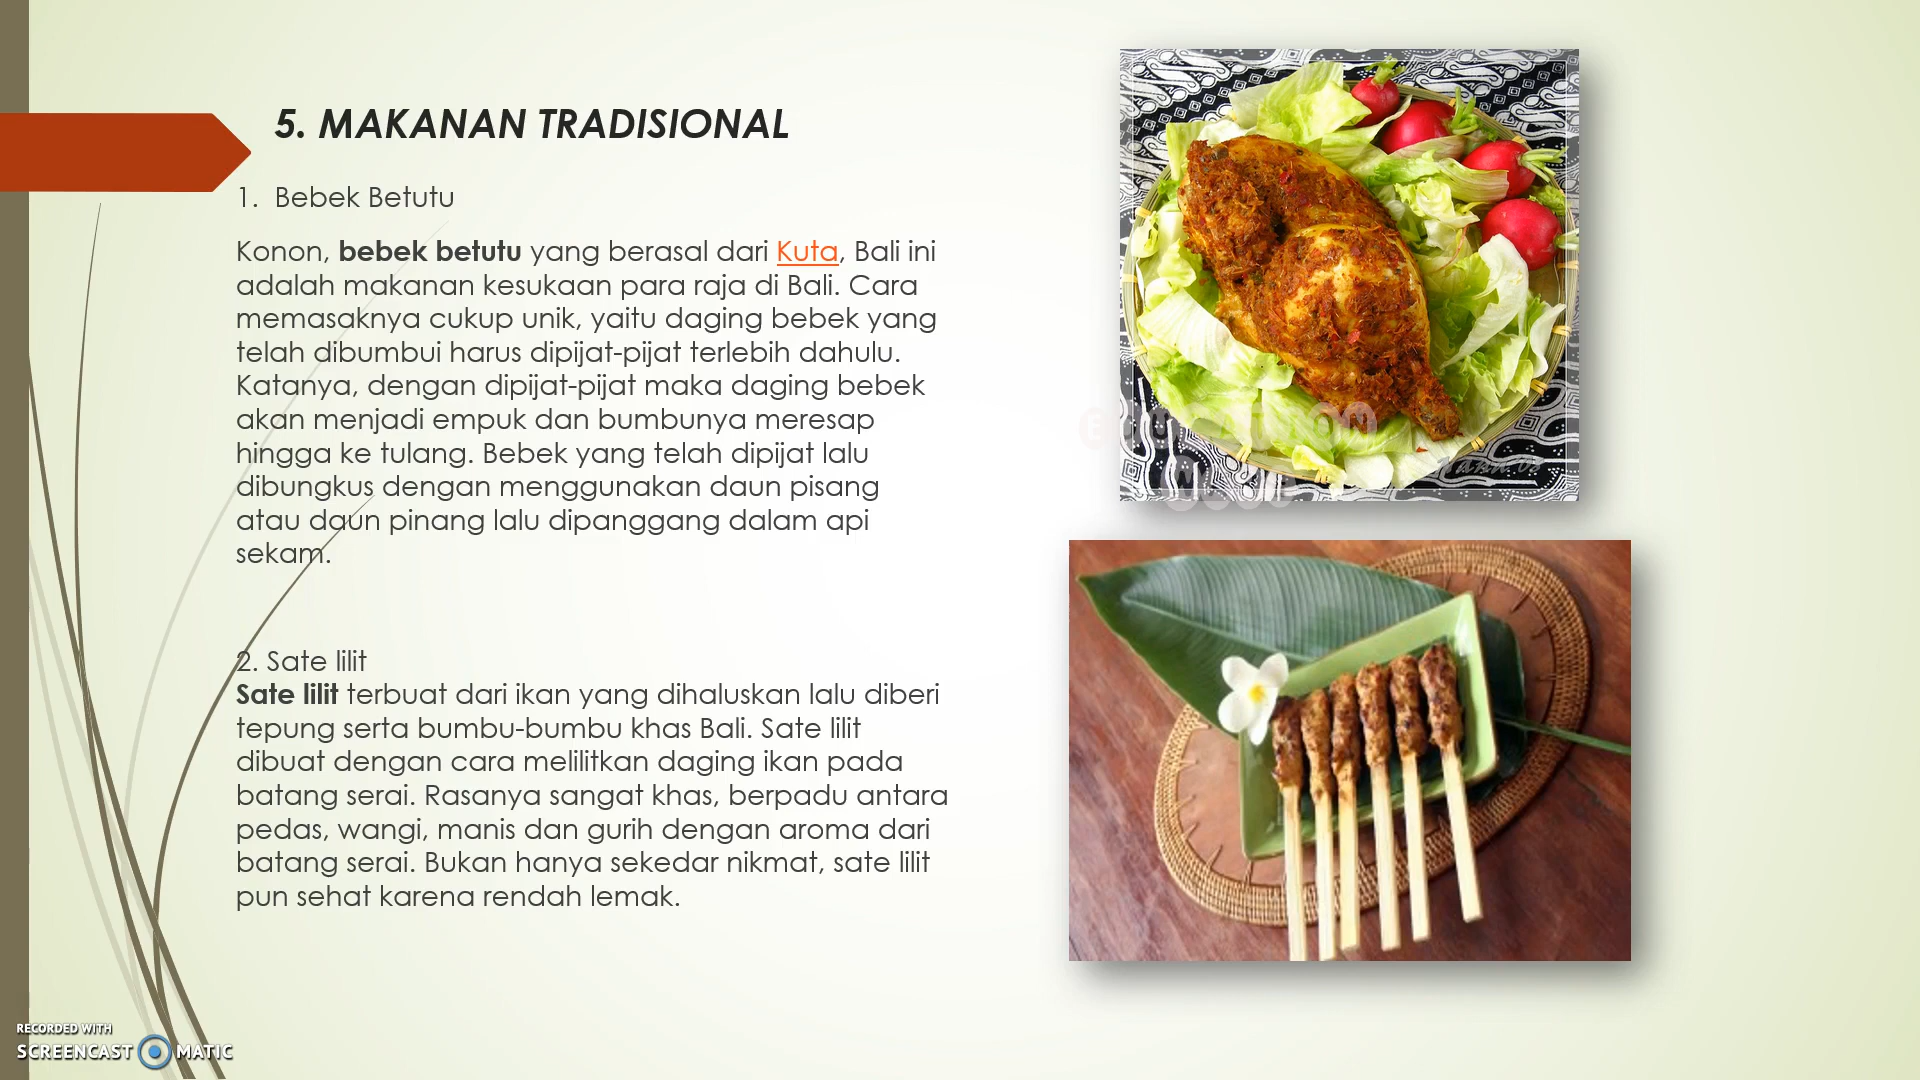 5. MAKANAN TRADISIONAL
1. Bebek Betutu
Konon, bebek betutu yang berasal dari Kuta, Bali ini
adalah makanan kesukaan para raja di Bali. Cara
memasaknya cukup unik, yaitu daging bebek yang
telah dibumbui harus dipijat-pijat terlebih dahulu.
Katanya, dengan dipijat-pijat maka daging bebek
akan menjadi empuk dan bumbunya meresap
hingga ke tulang. Bebek yang telah dipijat lalu
dibungkus dengan menggunakan daun pisang
atau daun pinang lalu dipanggang dalam api
sekam.
2. Sate lilit
Sate lilit terbuat dari ikan yang dihaluskan lalu diberi
tepung serta bumbu-bumbu khas Bali. Sate lilit
dibuat dengan cara melilitkan daging ikan pada
batang serai. Rasanya sangat khas, berpadu antara
pedas, wangi, manis dan gurih dengan aroma dari
batang serai. Bukan hanya sekedar nikmat, sate lilit
pun sehat karena rendah lemak.
RECORDED WITH
SCREENCAST MATIC